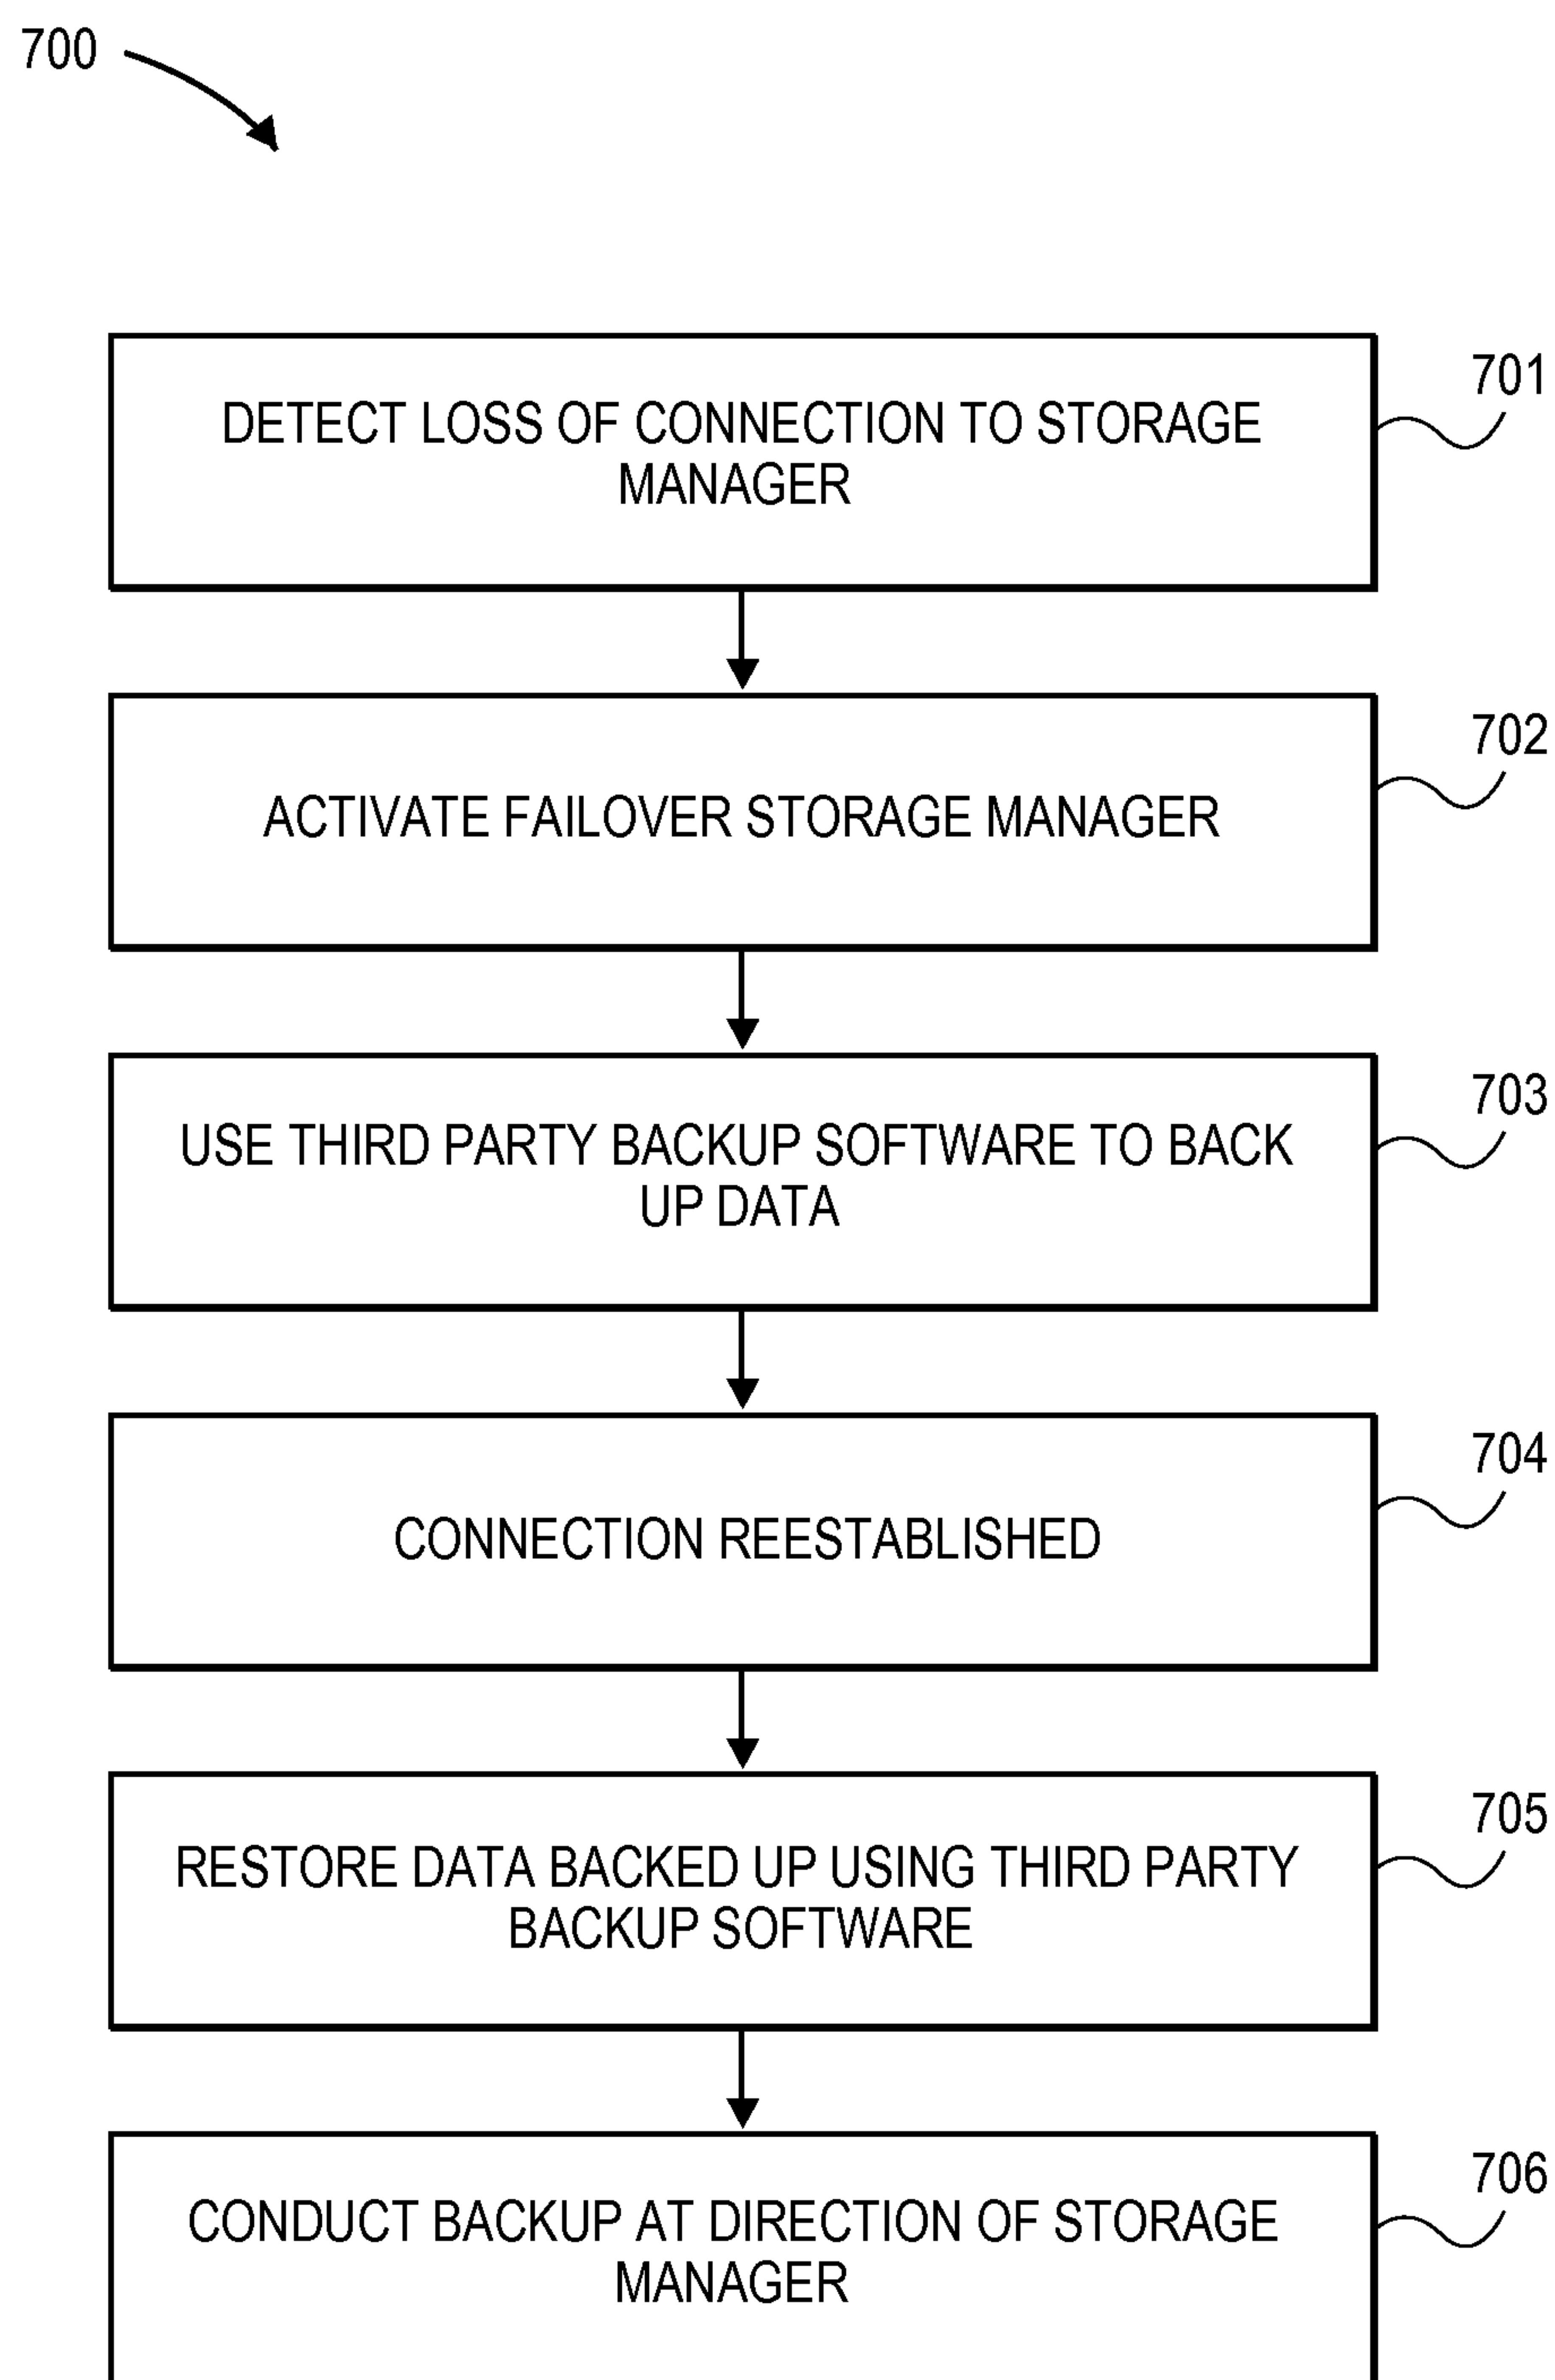 700
701
DETECT LOSS OF CONNECTION TO STORAGE
MANAGER
702
ACTIVATE FAILOVER STORAGE MANAGER
703
USE THIRD PARTY BACKUP SOFTWARE TO BACK
UP DATA
704
CONNECTION REESTABLISHED
705
RESTORE DATA BACKED UP USING THIRD PARTY
BACKUP SOFTWARE
706
CONDUCT BACKUP AT DIRECTION OF STORAGE
MANAGER